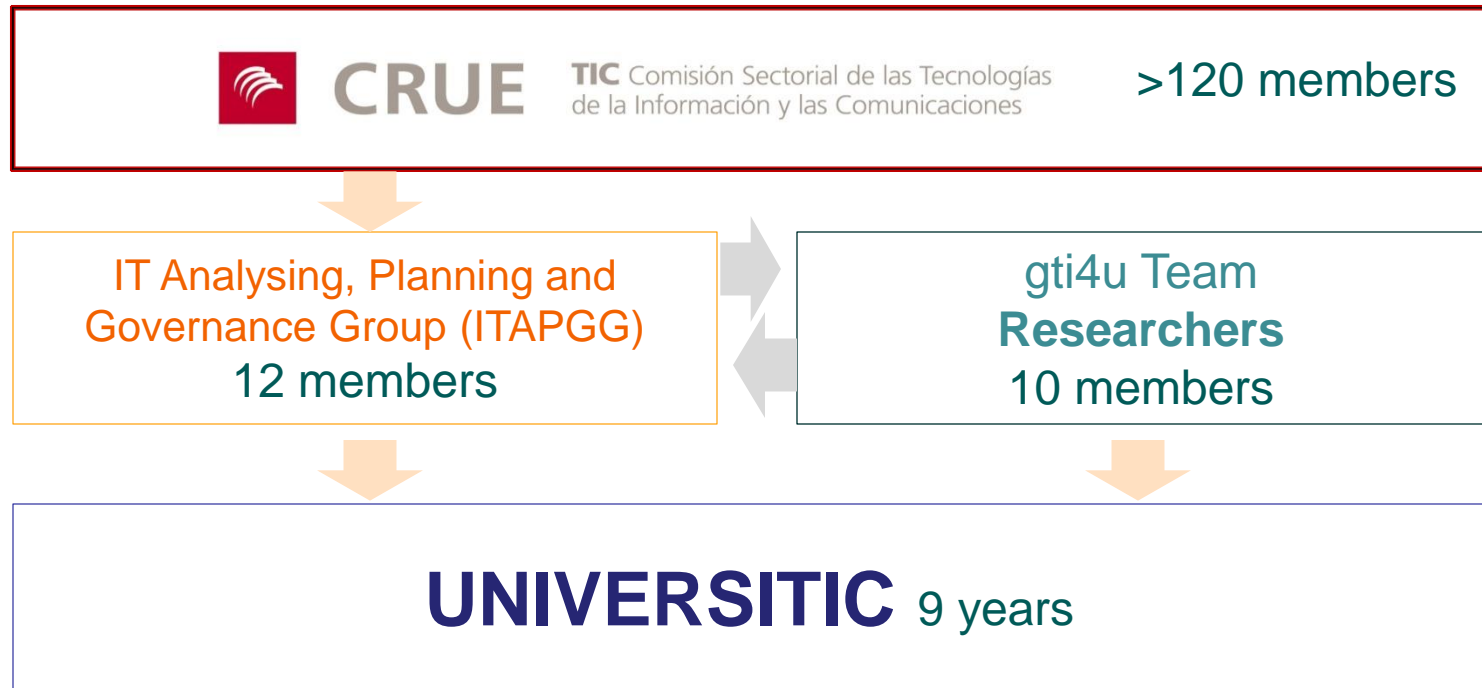 CRUE
TIC Comisión Sectorial de las Tecnologías
de la Información y las Comunicaciones
>120 members
IT Analysing, Planning and
Governance Group (ITAPGG)
12 members
gti4u Team
Researchers
10 members
UNIVERSITIC 9 years